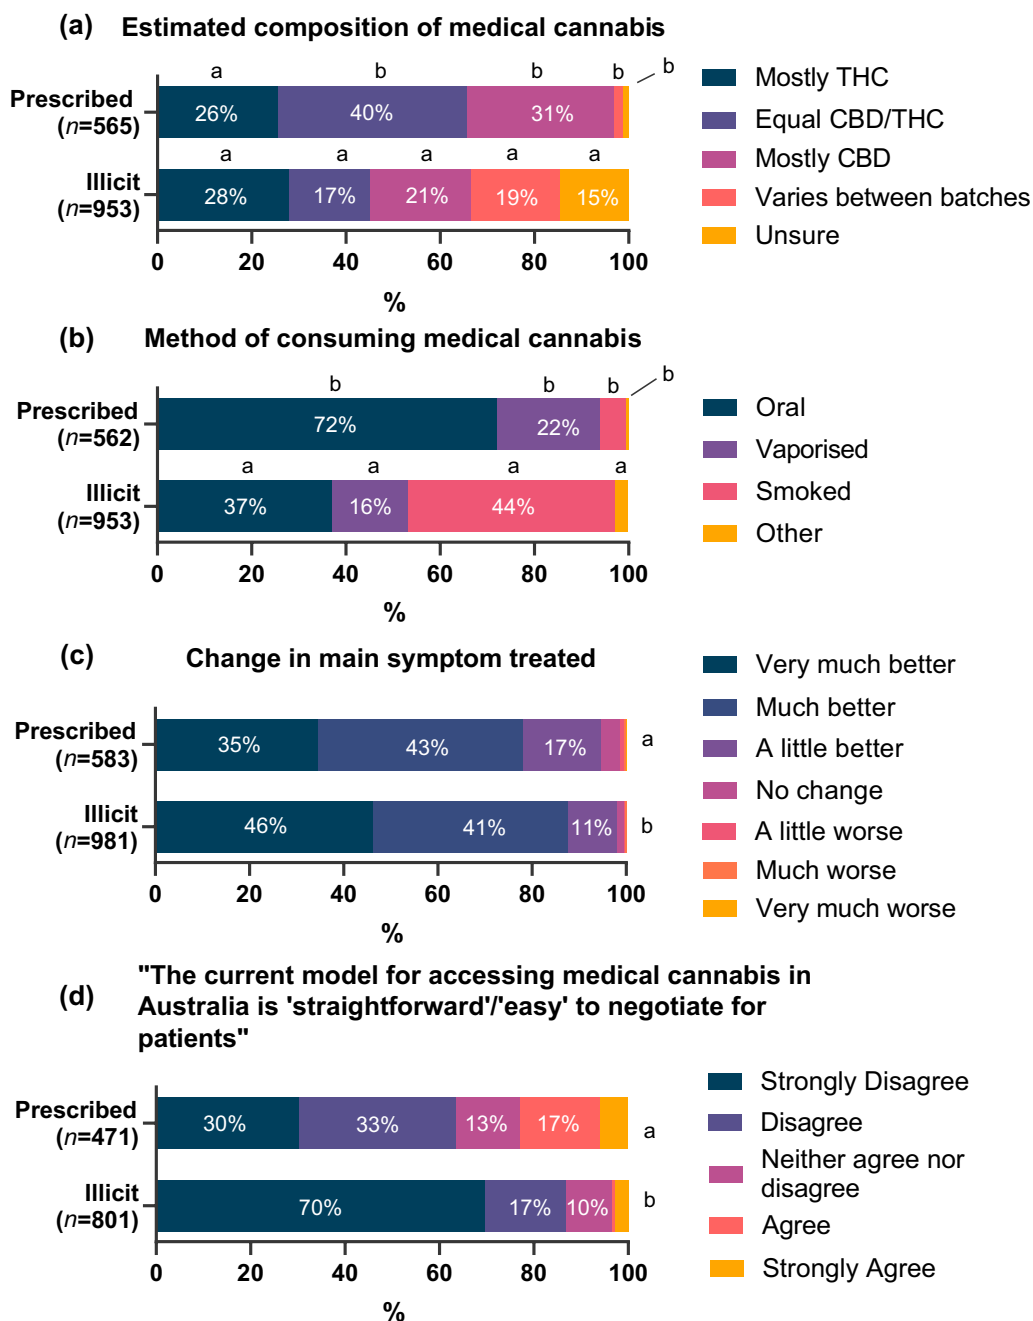 (a) Estimated composition of medical cannabis
a b b b b
Prescribed
(n=565)
26% 40% 31%
a a a a a
Illicit
(n=953)
28% 17% 21% 19% 15%
0 20 40 60 80 100
%
Mostly THC
Equal CBD/THC
Mostly CBD
Varies between batches
Unsure
(b) Method of consuming medical cannabis
b b b b
Prescribed
(n=562)
72% 22%
a a a a
Illicit
(n=953)
37% 16% 44%
0 20 40 60 80 100
%
Oral
Vaporised
Smoked
Other
(c) Change in main symptom treated
Prescribed
(n=583)
35% 43% 17% a
Illicit
(n=981)
46% 41% 11% b
0 20 40 60 80 100
%
Very much better
Much better
A little better
No change
A little worse
Much worse
Very much worse
(d) "The current model for accessing medical cannabis in
Australia is 'straightforward'/'easy' to negotiate for
patients"
Prescribed
(n=471)
30% 33% 13% 17% a
Illicit
(n=801)
70% 17% 10% b
0 20 40 60 80 100
%
Strongly Disagree
Disagree
Neither agree nor
disagree
Agree
Strongly Agree